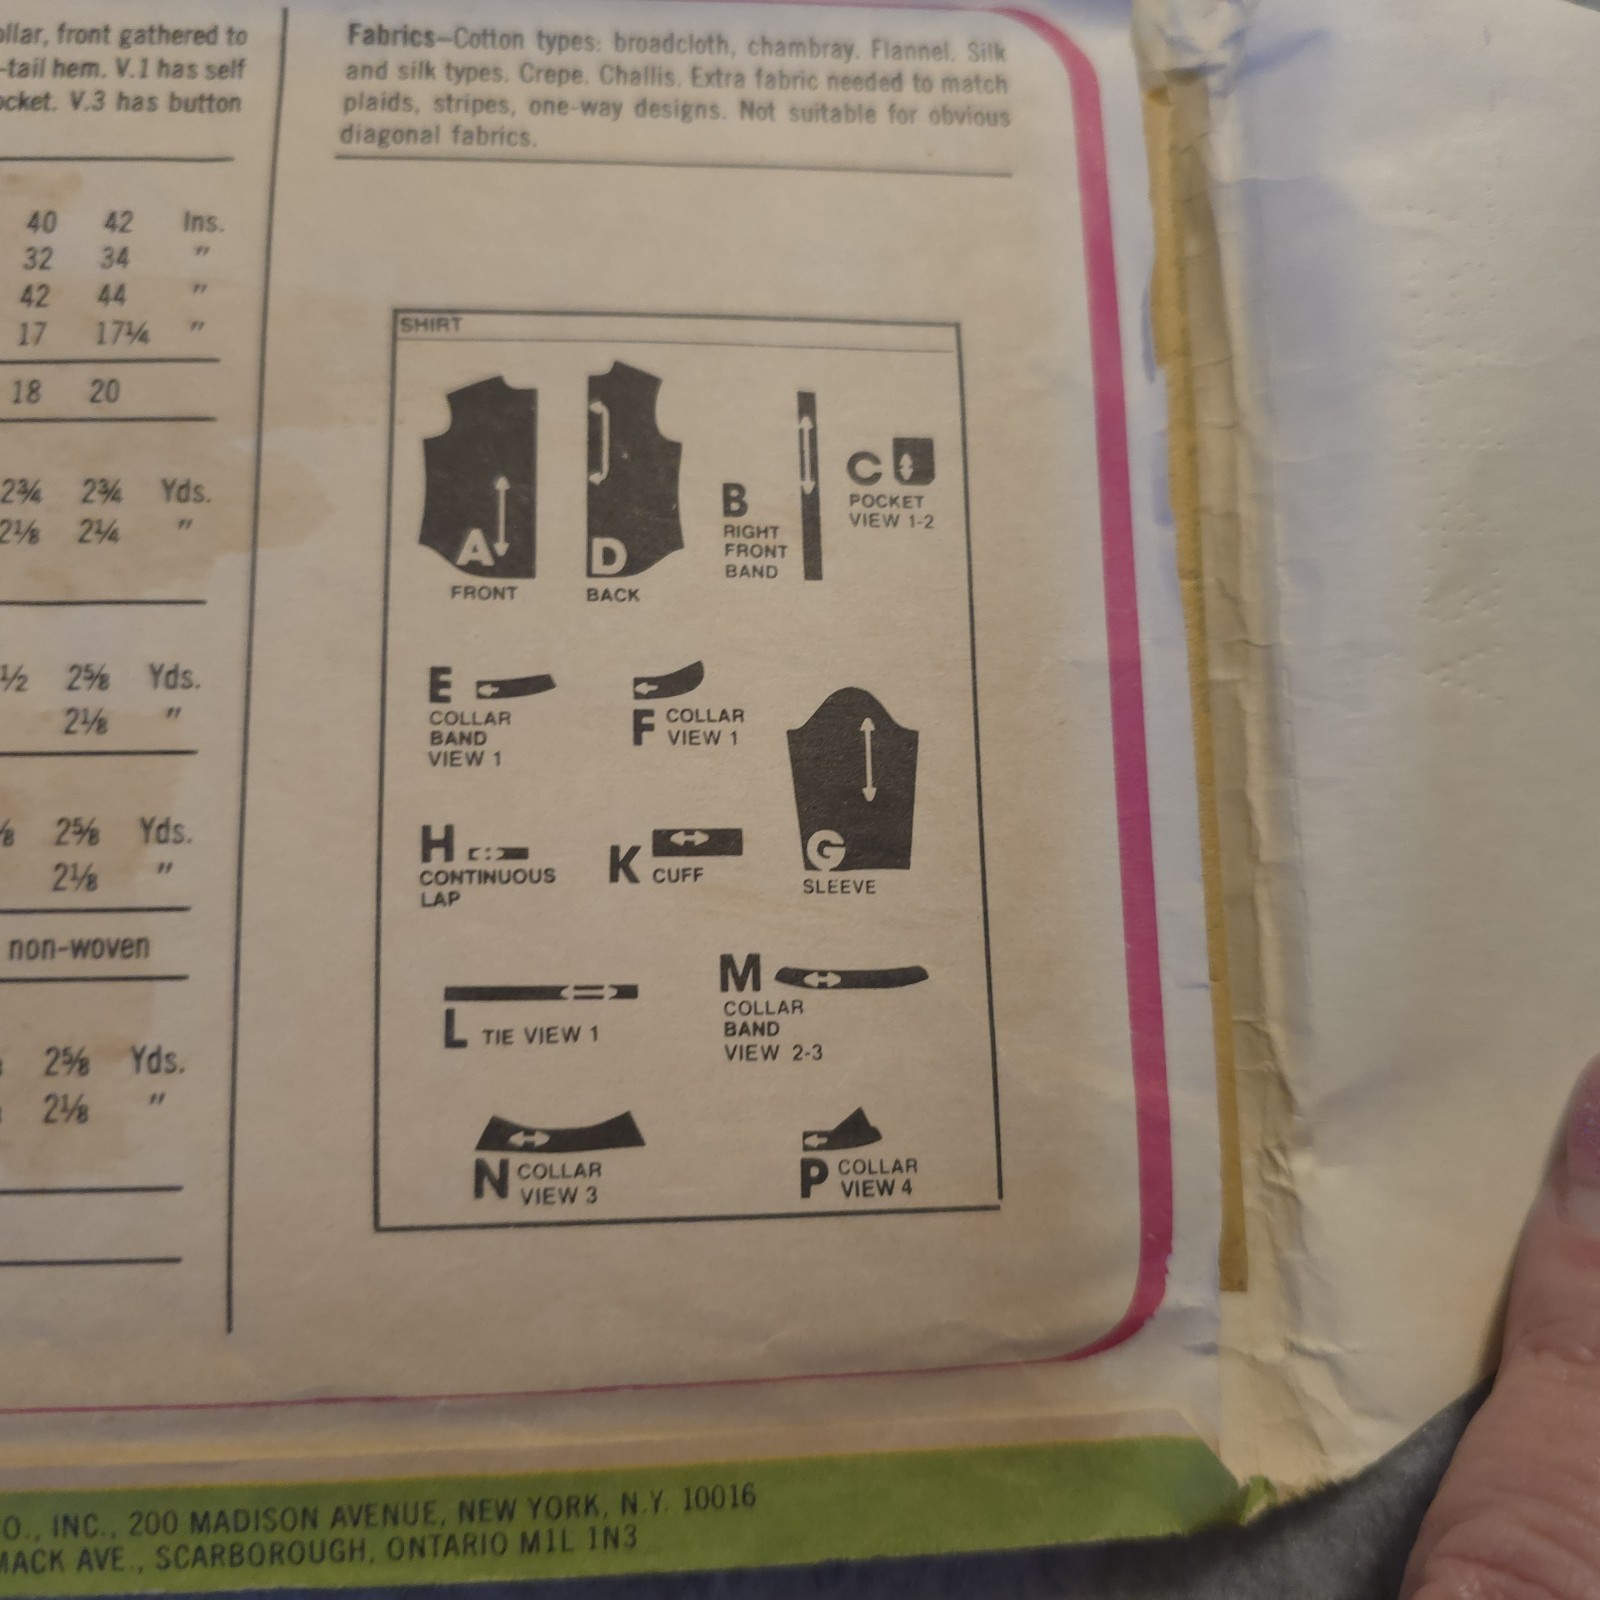 ollar, front gathered to
-tail hem. V.1 has self
ocket. V.3 has button
40 42 Ins.
32 34 "
42 44 "
17 17¼ "
18 20
2¾ 2¾ Yds.
2⅛ 2¼ "
½ 2⅝ Yds.
2⅛ "
⅛ 2⅝ Yds.
2⅛ "
non-woven
2⅝ Yds.
2⅛ "
Fabrics—Cotton types: broadcloth, chambray. Flannel. Silk
and silk types. Crepe. Challis. Extra fabric needed to match
plaids, stripes, one-way designs. Not suitable for obvious
diagonal fabrics.
SHIRT
A
FRONT
D
BACK
B
RIGHT
FRONT
BAND
C
POCKET
VIEW 1-2
E
COLLAR
BAND
VIEW 1
F COLLAR
VIEW 1
G
SLEEVE
H
CONTINUOUS
LAP
K CUFF
L TIE VIEW 1
M
COLLAR
BAND
VIEW 2-3
N COLLAR
VIEW 3
P COLLAR
VIEW 4
O., INC., 200 MADISON AVENUE, NEW YORK, N.Y. 10016
MACK AVE., SCARBOROUGH, ONTARIO M1L 1N3